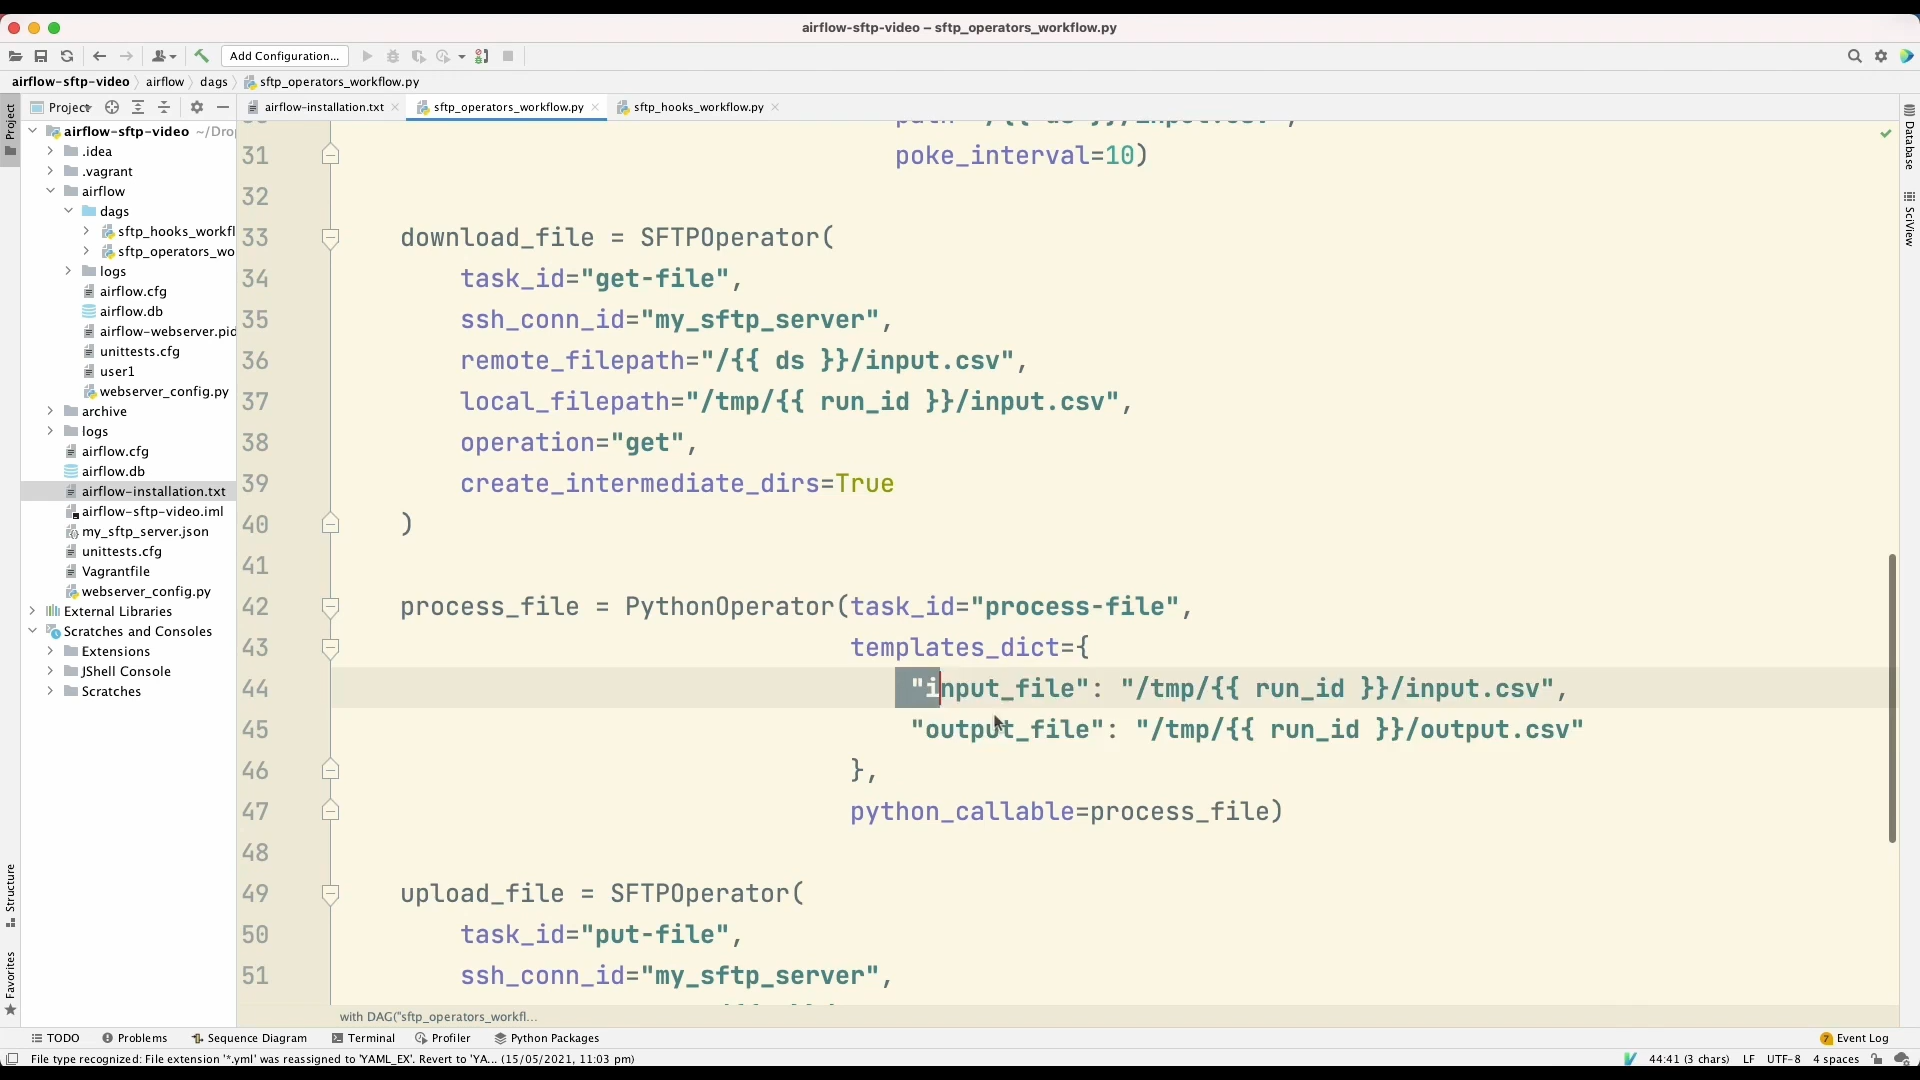 airflow-sftp-video – sftp_operators_workflow.py
Add Configuration...
airflow-sftp-video airflow dags sftp_operators_workflow.py
Project
airflow-installation.txt
sftp_operators_workflow.py
sftp_hooks_workflow.py
Project
Structure
Favorites
Database
SciView
airflow-sftp-video ~/Dro
.idea
.vagrant
airflow
dags
sftp_hooks_workfl
sftp_operators_wo
logs
airflow.cfg
airflow.db
airflow-webserver.pid
unittests.cfg
user1
webserver_config.py
archive
logs
airflow.cfg
airflow.db
airflow-installation.txt
airflow-sftp-video.iml
my_sftp_server.json
unittests.cfg
Vagrantfile
webserver_config.py
External Libraries
Scratches and Consoles
Extensions
JShell Console
Scratches
31 poke_interval=10)
32
33 download_file = SFTPOperator(
34 task_id="get-file",
35 ssh_conn_id="my_sftp_server",
36 remote_filepath="/{{ ds }}/input.csv",
37 local_filepath="/tmp/{{ run_id }}/input.csv",
38 operation="get",
39 create_intermediate_dirs=True
40 )
41
42 process_file = PythonOperator(task_id="process-file",
43 templates_dict={
44 "input_file": "/tmp/{{ run_id }}/input.csv",
45 "output_file": "/tmp/{{ run_id }}/output.csv"
46 },
47 python_callable=process_file)
48
49 upload_file = SFTPOperator(
50 task_id="put-file",
51 ssh_conn_id="my_sftp_server",
with DAG("sftp_operators_workfl...
TODO Problems Sequence Diagram Terminal Profiler Python Packages 7 Event Log
File type recognized: File extension '*.yml' was reassigned to 'YAML_EX'. Revert to 'YA... (15/05/2021, 11:03 pm) 44:41 (3 chars) LF UTF-8 4 spaces